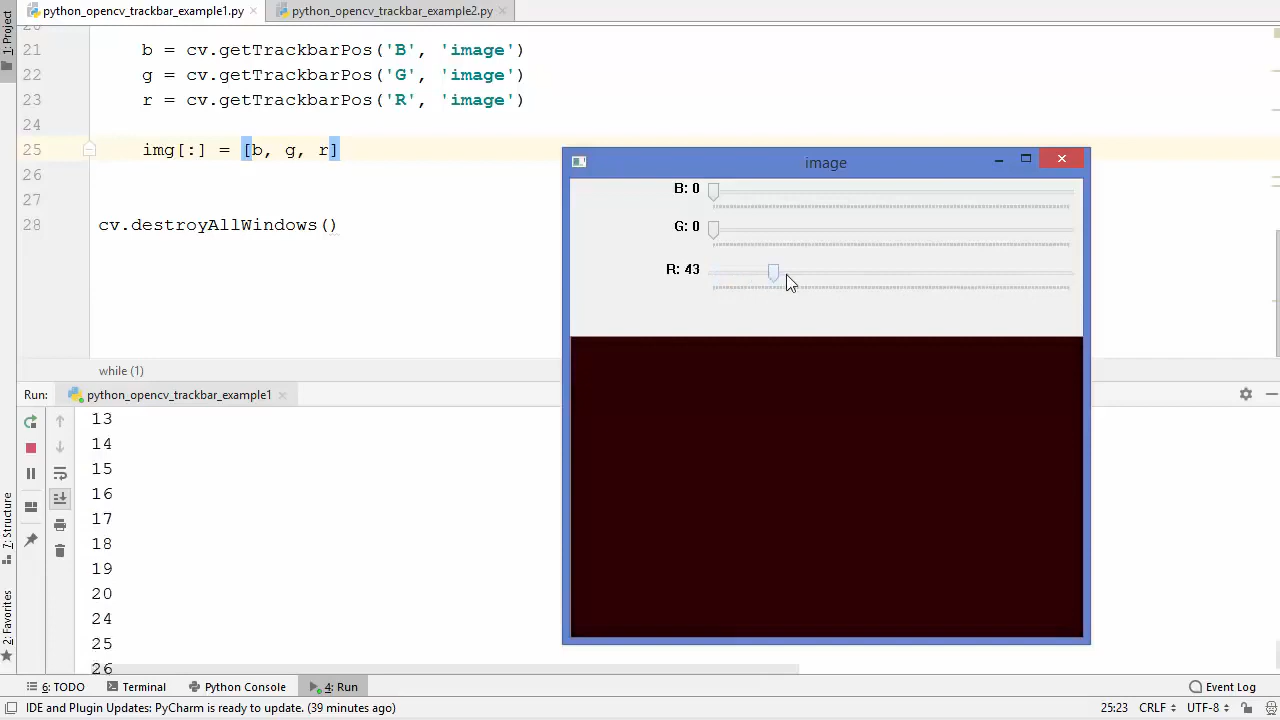 python_opencv_trackbar_example1.py
python_opencv_trackbar_example2.py
1: Project
21 b = cv.getTrackbarPos('B', 'image')
22 g = cv.getTrackbarPos('G', 'image')
23 r = cv.getTrackbarPos('R', 'image')
24
25 img[:] = [b, g, r]
26
27
28 cv.destroyAllWindows()
while (1)
image
B: 0
G: 0
R: 43
Run: python_opencv_trackbar_example1
13
14
15
16
17
18
19
20
24
25
26
7: Structure
2: Favorites
6: TODO Terminal Python Console 4: Run Event Log
IDE and Plugin Updates: PyCharm is ready to update. (39 minutes ago) 25:23 CRLF UTF-8